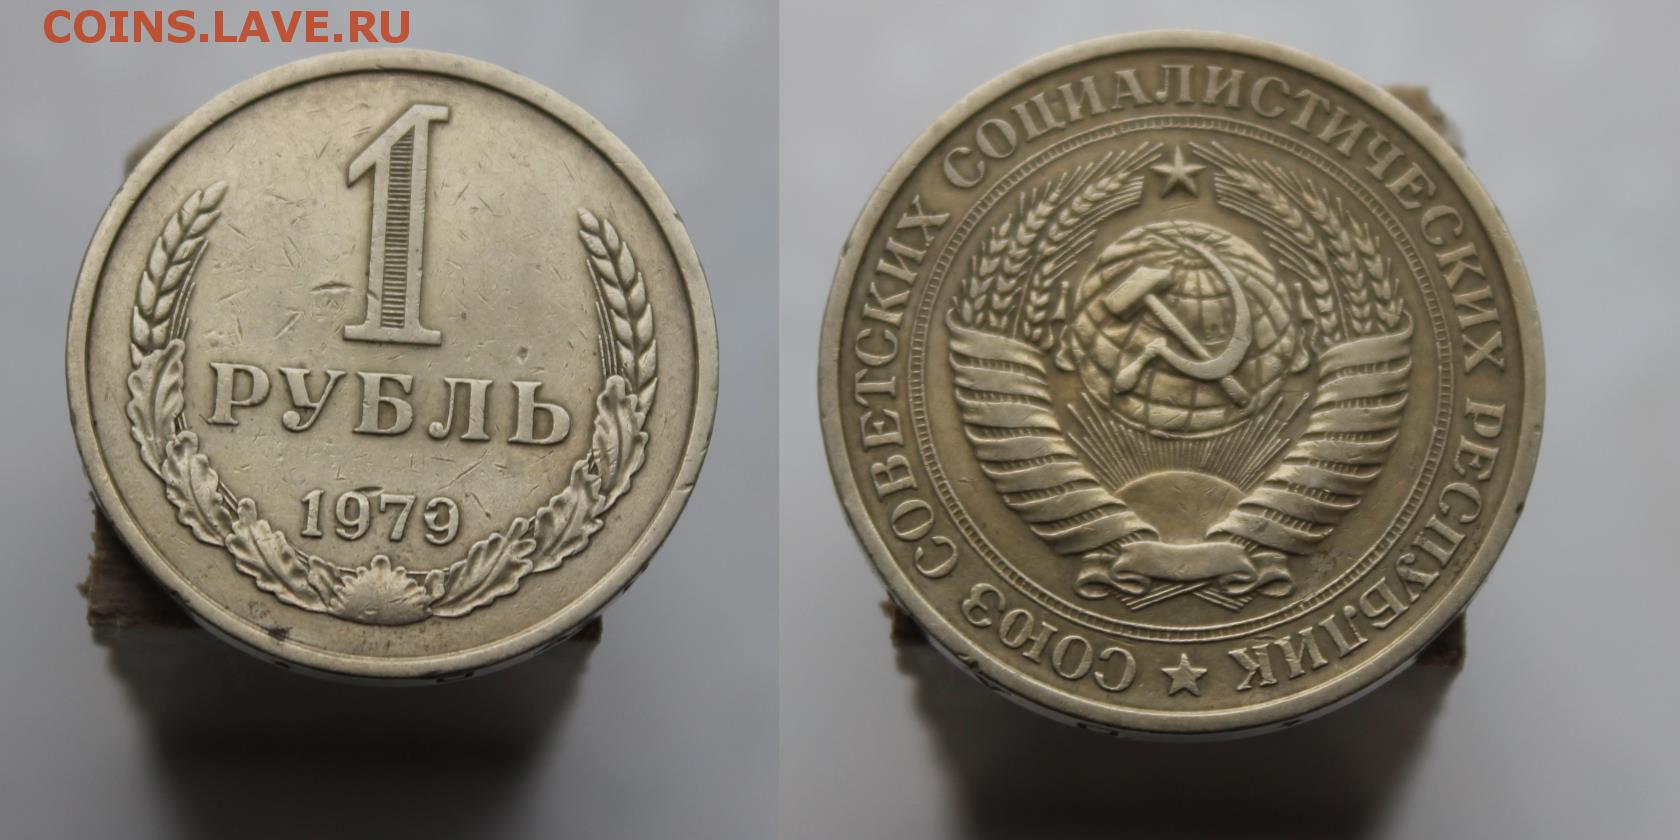 COINS.LAVE.RU
1
РУБЛЬ
1979
СОЮЗ СОВЕТСКИХ СОЦИАЛИСТИЧЕСКИХ РЕСПУБЛИК